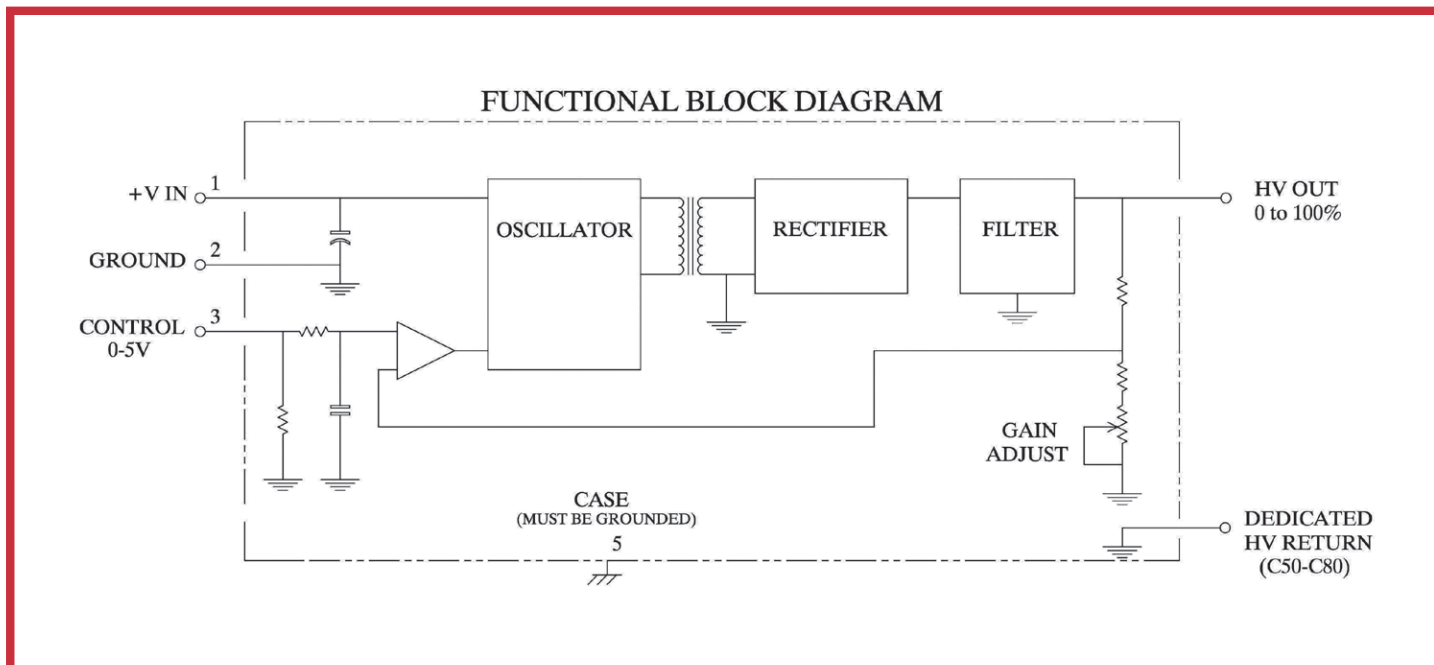 FUNCTIONAL BLOCK DIAGRAM
+V IN
1
GROUND
2
CONTROL
0-5V
3
OSCILLATOR
RECTIFIER
FILTER
HV OUT
0 to 100%
GAIN
ADJUST
CASE
(MUST BE GROUNDED)
5
DEDICATED
HV RETURN
(C50-C80)